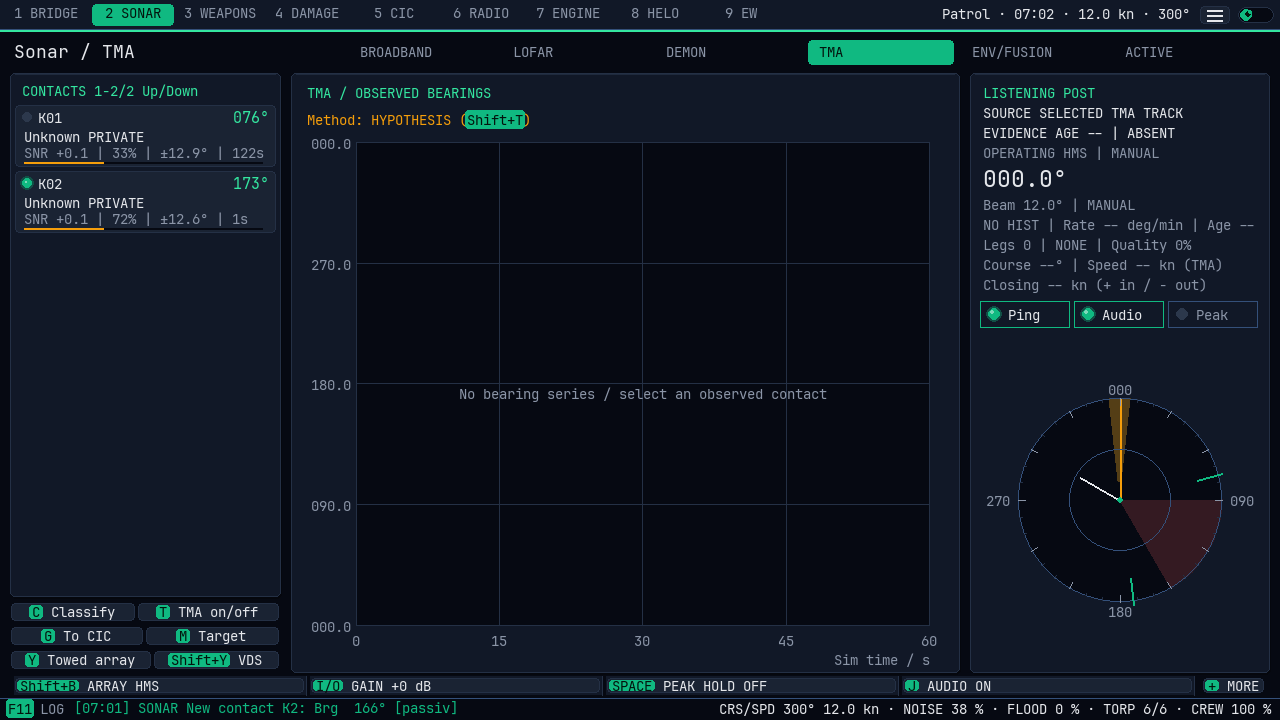 1 BRIDGE 2 SONAR 3 WEAPONS 4 DAMAGE 5 CIC 6 RADIO 7 ENGINE 8 HELO 9 EW Patrol · 07:02 · 12.0 kn · 300°
Sonar / TMA BROADBAND LOFAR DEMON TMA ENV/FUSION ACTIVE
CONTACTS 1-2/2 Up/Down
K01 076°
Unknown PRIVATE
SNR +0.1 | 33% | ±12.9° | 122s
K02 173°
Unknown PRIVATE
SNR +0.1 | 72% | ±12.6° | 1s
C Classify T TMA on/off
G To CIC M Target
Y Towed array Shift+Y VDS
TMA / OBSERVED BEARINGS
Method: HYPOTHESIS (Shift+T)
000.0
270.0
180.0
No bearing series / select an observed contact
090.0
000.0
0 15 30 45 60
Sim time / s
LISTENING POST
SOURCE SELECTED TMA TRACK
EVIDENCE AGE -- | ABSENT
OPERATING HMS | MANUAL
000.0°
Beam 12.0° | MANUAL
NO HIST | Rate -- deg/min | Age --
Legs 0 | NONE | Quality 0%
Course --° | Speed -- kn (TMA)
Closing -- kn (+ in / - out)
Ping Audio Peak
000
270 090
180
Shift+B ARRAY HMS I/O GAIN +0 dB SPACE PEAK HOLD OFF J AUDIO ON + MORE
F11 LOG [07:01] SONAR New contact K2: Brg 166° [passiv] CRS/SPD 300° 12.0 kn · NOISE 38 % · FLOOD 0 % · TORP 6/6 · CREW 100 %